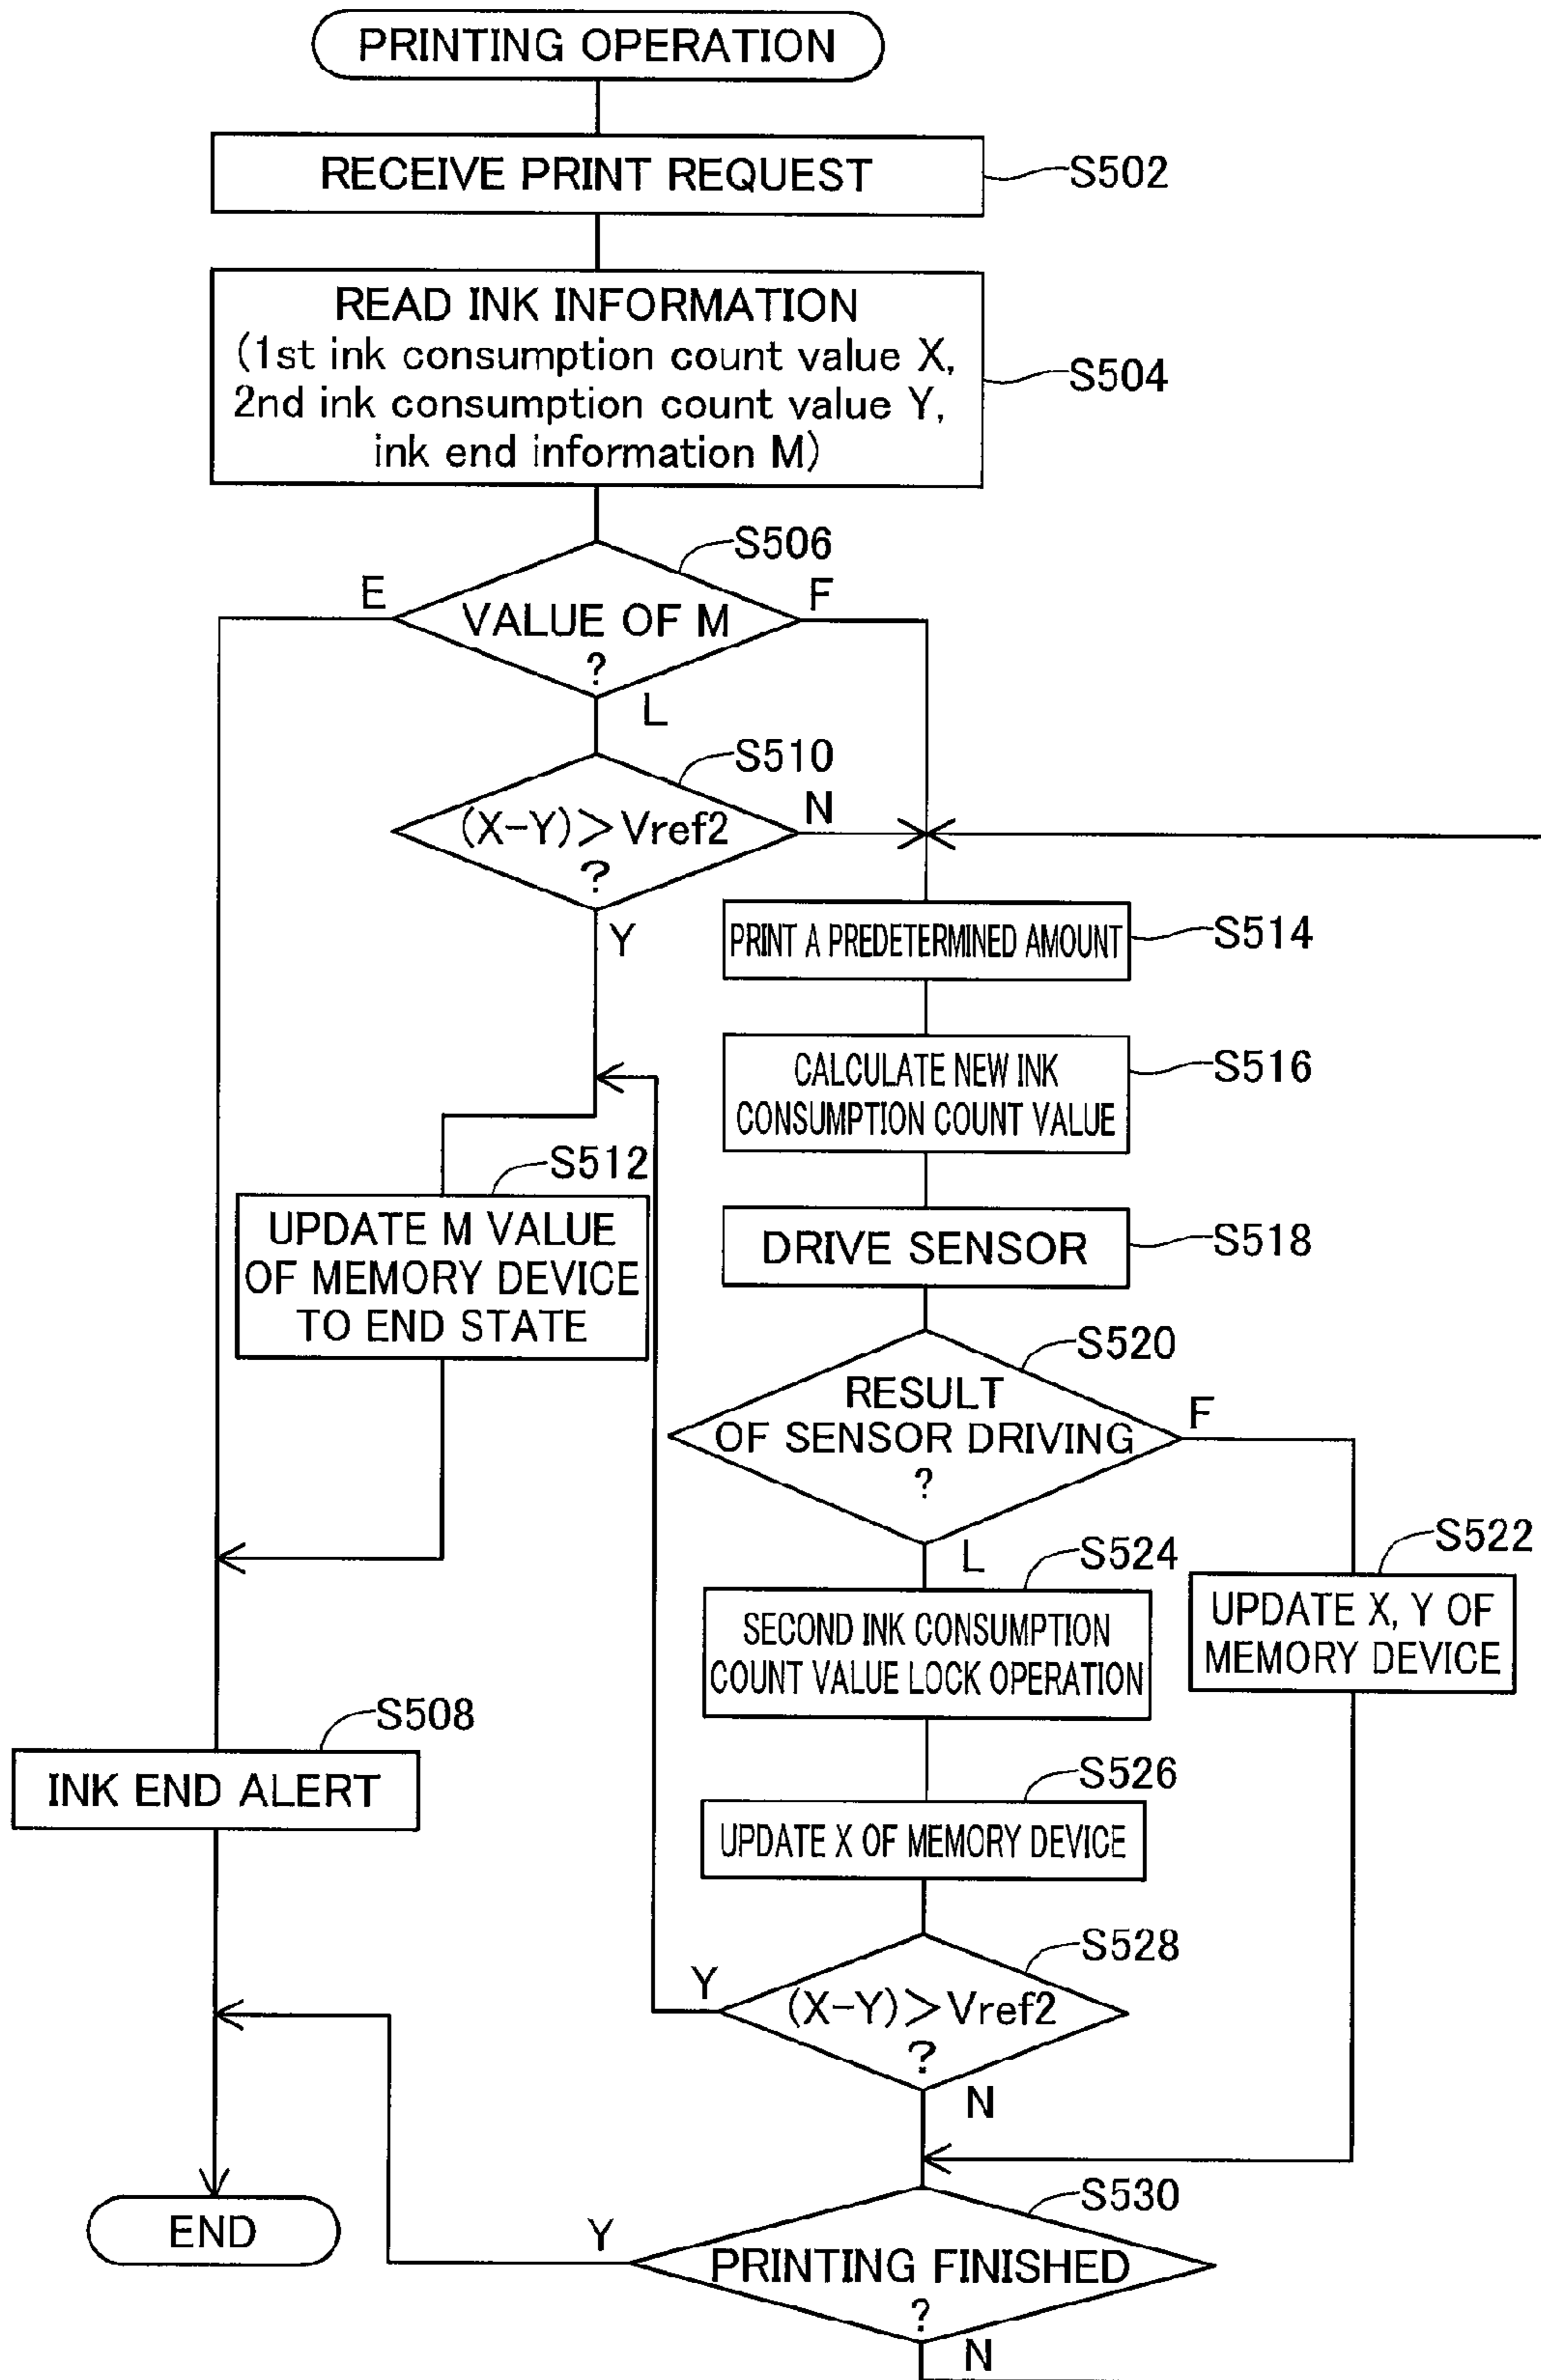 PRINTING OPERATION
RECEIVE PRINT REQUEST
S502
READ INK INFORMATION
(1st ink consumption count value X,
2nd ink consumption count value Y,
ink end information M)
S504
S506
E
F
VALUE OF M
?
L
S510
(X-Y)>Vref2
?
N
Y
PRINT A PREDETERMINED AMOUNT
S514
CALCULATE NEW INK
CONSUMPTION COUNT VALUE
S516
S512
UPDATE M VALUE
OF MEMORY DEVICE
TO END STATE
DRIVE SENSOR
S518
S520
RESULT
OF SENSOR DRIVING
?
F
L
S522
UPDATE X, Y OF
MEMORY DEVICE
S524
SECOND INK CONSUMPTION
COUNT VALUE LOCK OPERATION
S508
INK END ALERT
S526
UPDATE X OF MEMORY DEVICE
S528
Y
(X-Y)>Vref2
?
N
S530
END
Y
PRINTING FINISHED
?
N